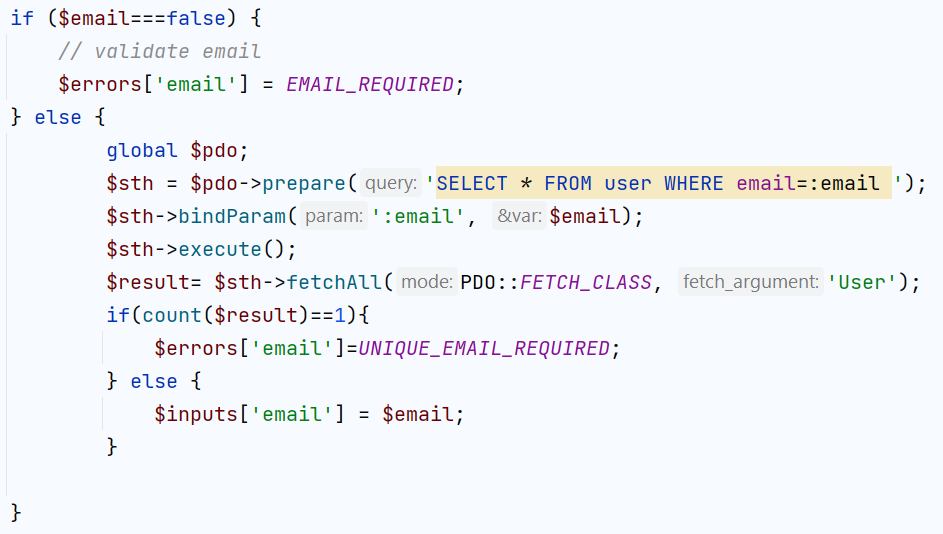 if ($email===false) {
// validate email
$errors['email'] = EMAIL_REQUIRED;
} else {
global $pdo;
$sth = $pdo->prepare( query: 'SELECT * FROM user WHERE email=:email ');
$sth->bindParam( param: ':email', &var: $email);
$sth->execute();
$result= $sth->fetchAll( mode: PDO::FETCH_CLASS, fetch_argument: 'User');
if(count($result)==1){
$errors['email']=UNIQUE_EMAIL_REQUIRED;
} else {
$inputs['email'] = $email;
}
}